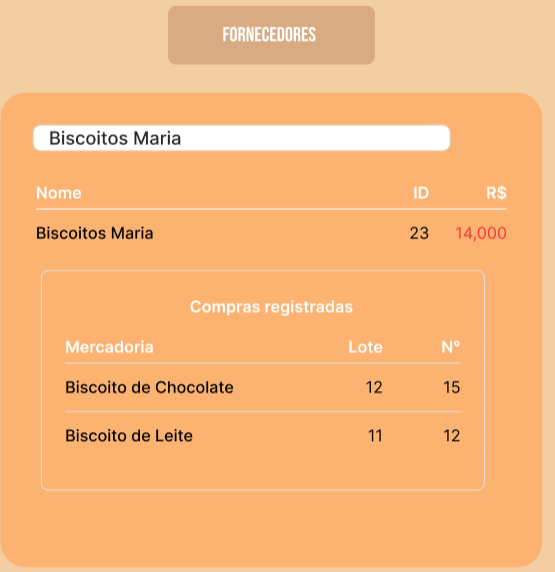 FORNECEDORES
Biscoitos Maria
Nome ID R$
Biscoitos Maria 23 14,000
Compras registradas
Mercadoria Lote N°
Biscoito de Chocolate 12 15
Biscoito de Leite 11 12